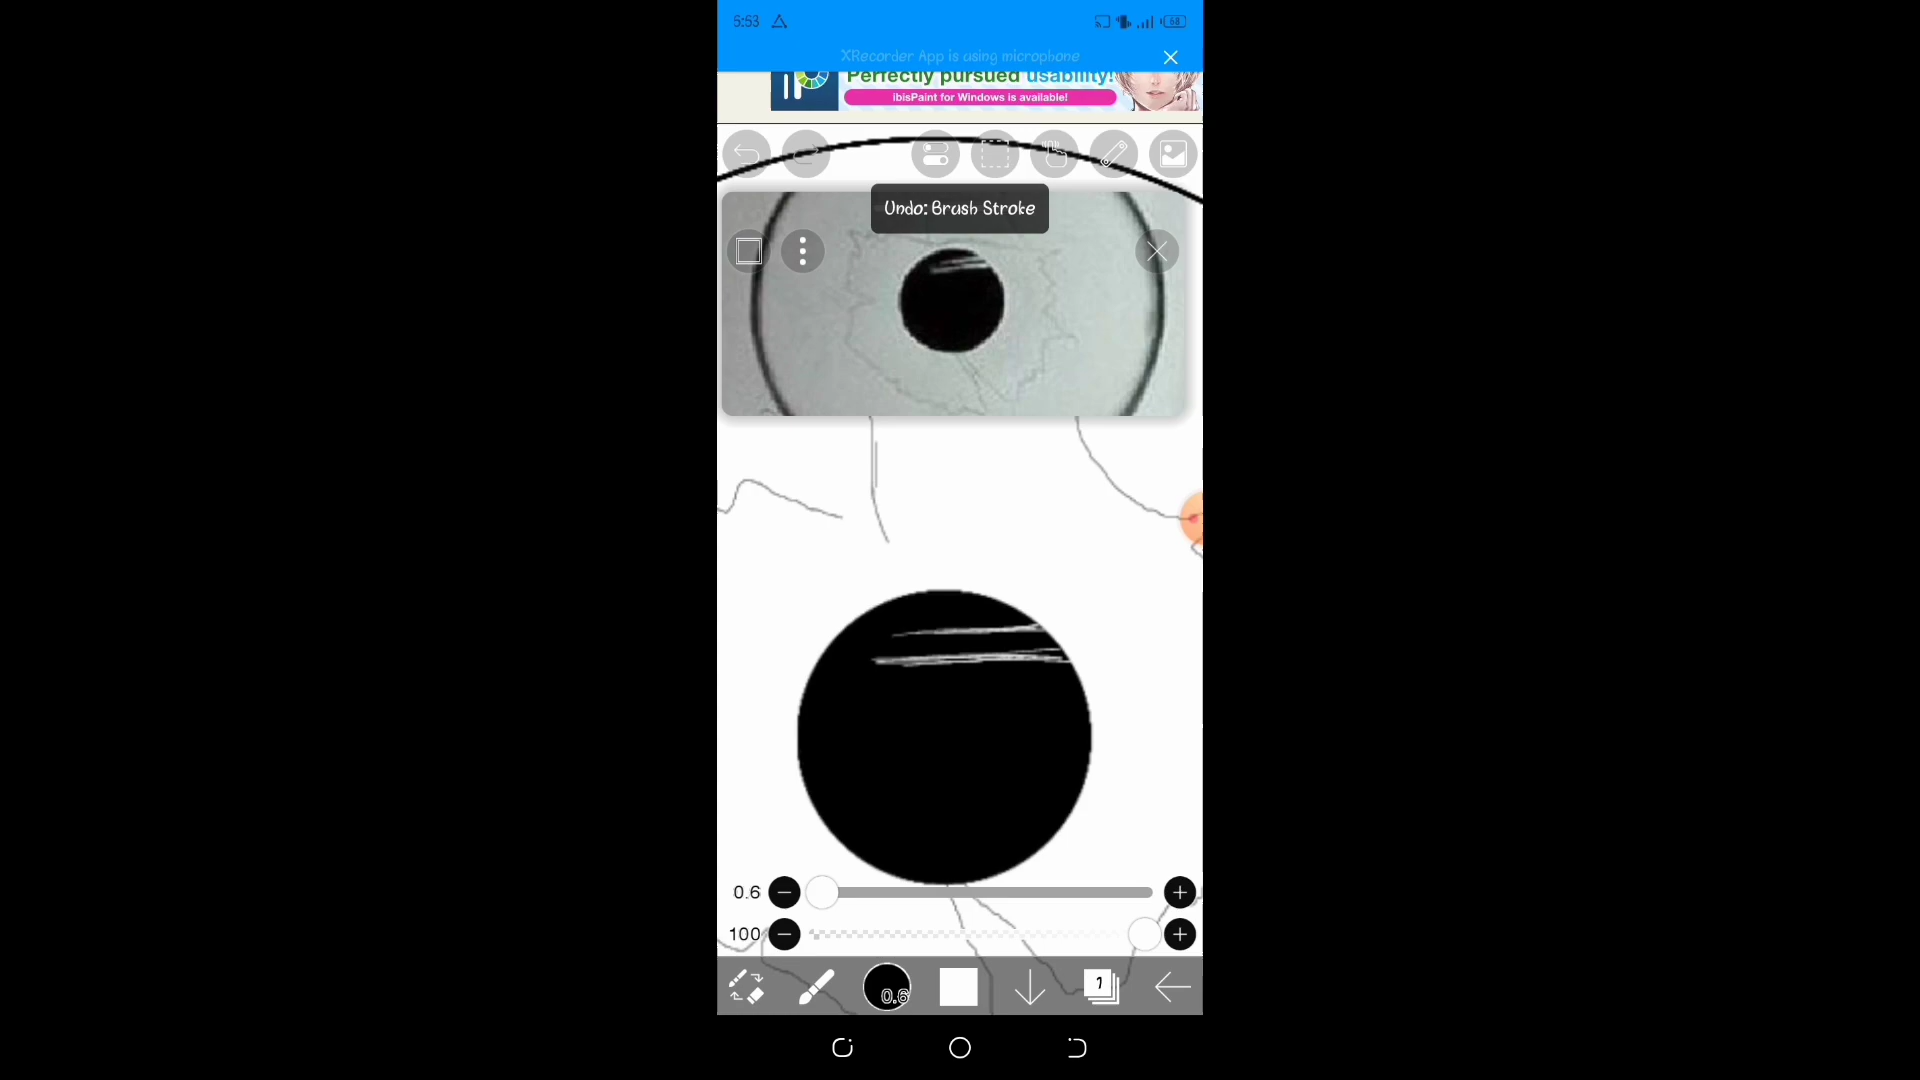 5:53
68
XRecorder App is using microphone
Perfectly pursued usability!
ibisPaint for Windows is available!
Undo: Brush Stroke
0.6
100
0.6
1